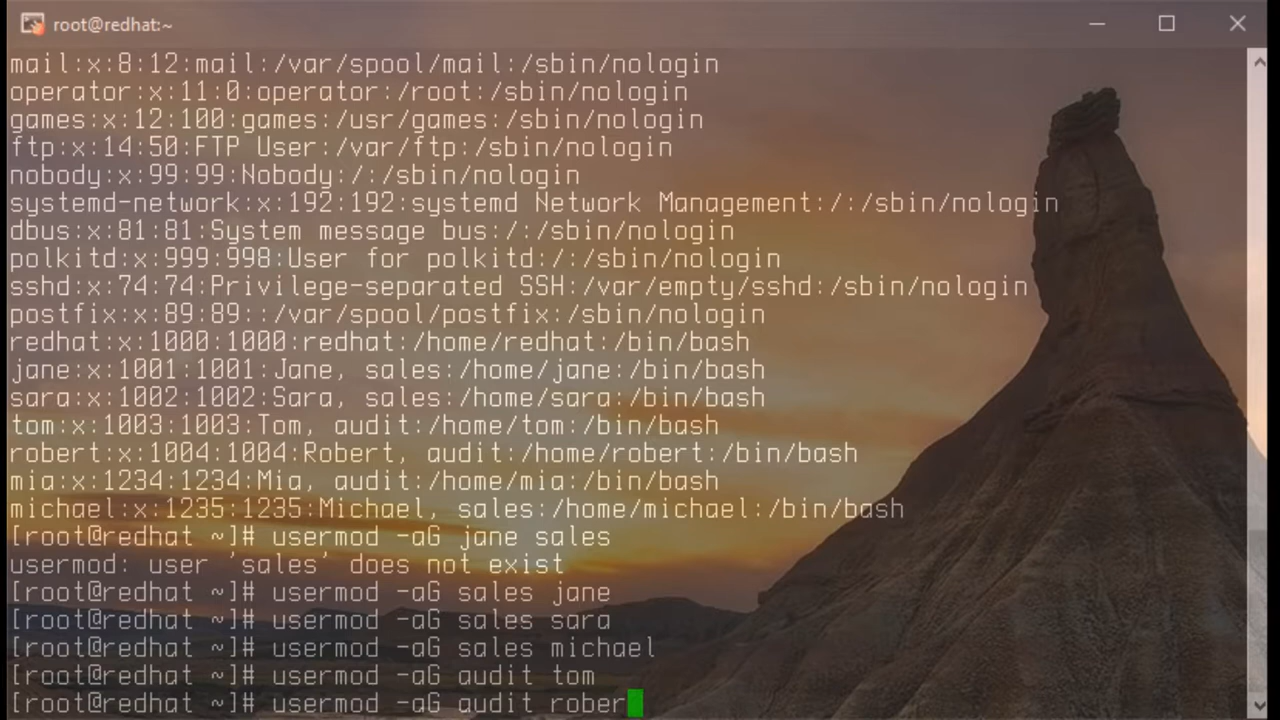 root@redhat:~
mail:x:8:12:mail:/var/spool/mail:/sbin/nologin
operator:x:11:0:operator:/root:/sbin/nologin
games:x:12:100:games:/usr/games:/sbin/nologin
ftp:x:14:50:FTP User:/var/ftp:/sbin/nologin
nobody:x:99:99:Nobody:/:/sbin/nologin
systemd-network:x:192:192:systemd Network Management:/:/sbin/nologin
dbus:x:81:81:System message bus:/:/sbin/nologin
polkitd:x:999:998:User for polkitd:/:/sbin/nologin
sshd:x:74:74:Privilege-separated SSH:/var/empty/sshd:/sbin/nologin
postfix:x:89:89::/var/spool/postfix:/sbin/nologin
redhat:x:1000:1000:redhat:/home/redhat:/bin/bash
jane:x:1001:1001:Jane, sales:/home/jane:/bin/bash
sara:x:1002:1002:Sara, sales:/home/sara:/bin/bash
tom:x:1003:1003:Tom, audit:/home/tom:/bin/bash
robert:x:1004:1004:Robert, audit:/home/robert:/bin/bash
mia:x:1234:1234:Mia, audit:/home/mia:/bin/bash
michael:x:1235:1235:Michael, sales:/home/michael:/bin/bash
[root@redhat ~]# usermod -aG jane sales
usermod: user 'sales' does not exist
[root@redhat ~]# usermod -aG sales jane
[root@redhat ~]# usermod -aG sales sara
[root@redhat ~]# usermod -aG sales michael
[root@redhat ~]# usermod -aG audit tom
[root@redhat ~]# usermod -aG audit rober